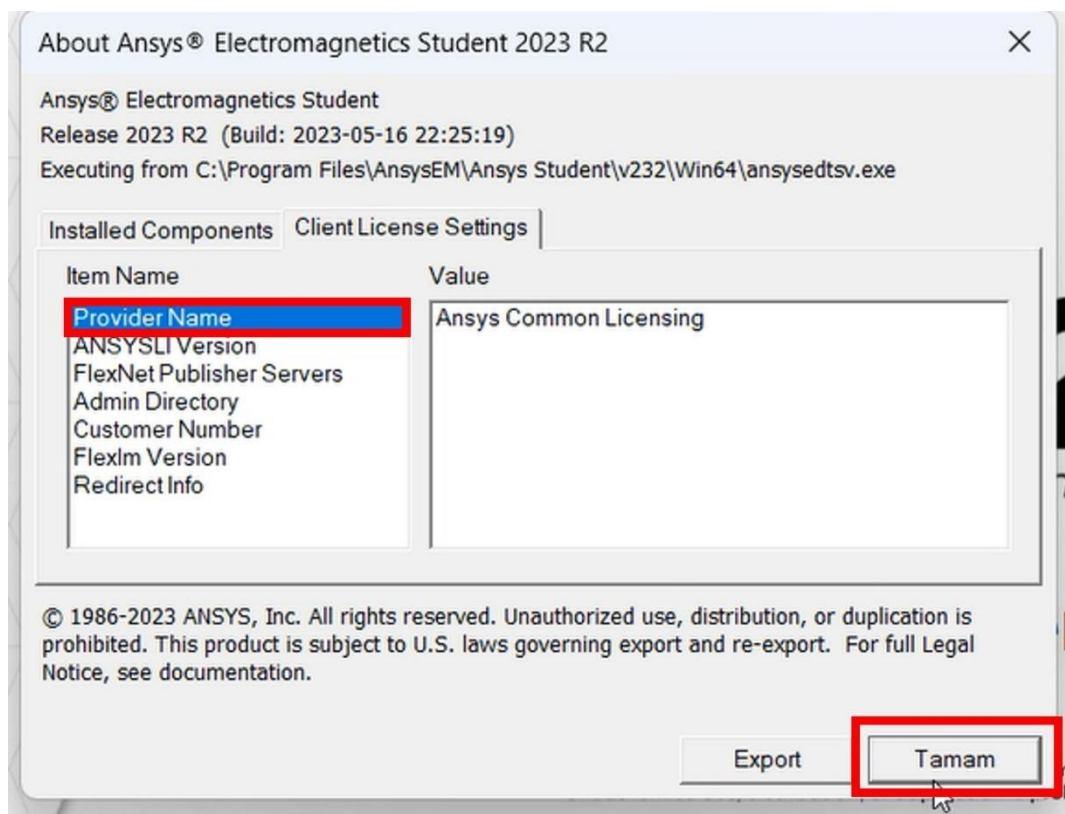 About Ansys® Electromagnetics Student 2023 R2
Ansys® Electromagnetics Student
Release 2023 R2 (Build: 2023-05-16 22:25:19)
Executing from C:\Program Files\AnsysEM\Ansys Student\v232\Win64\ansysedtsv.exe
Installed Components Client License Settings
Item Name Value
Provider Name Ansys Common Licensing
ANSYSLI Version
FlexNet Publisher Servers
Admin Directory
Customer Number
Flexlm Version
Redirect Info
© 1986-2023 ANSYS, Inc. All rights reserved. Unauthorized use, distribution, or duplication is
prohibited. This product is subject to U.S. laws governing export and re-export. For full Legal
Notice, see documentation.
Export Tamam